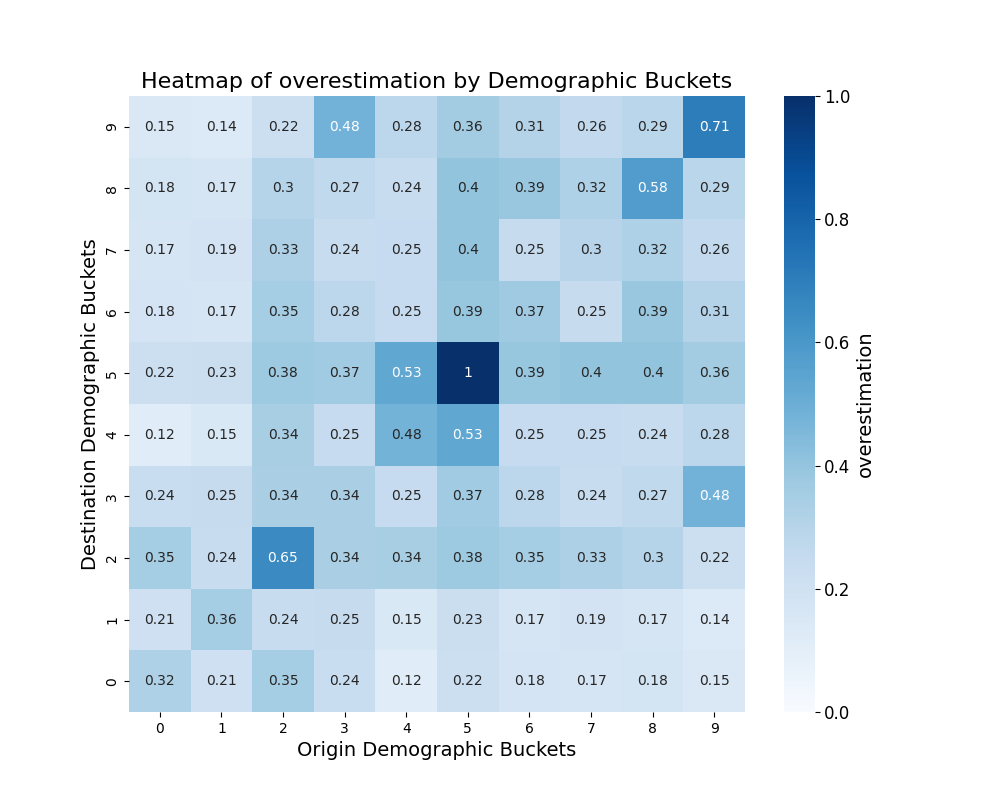 Heatmap of overestimation by Demographic Buckets
Destination Demographic Buckets
9 0.15 0.14 0.22 0.48 0.28 0.36 0.31 0.26 0.29 0.71
8 0.18 0.17 0.3 0.27 0.24 0.4 0.39 0.32 0.58 0.29
7 0.17 0.19 0.33 0.24 0.25 0.4 0.25 0.3 0.32 0.26
6 0.18 0.17 0.35 0.28 0.25 0.39 0.37 0.25 0.39 0.31
5 0.22 0.23 0.38 0.37 0.53 1 0.39 0.4 0.4 0.36
4 0.12 0.15 0.34 0.25 0.48 0.53 0.25 0.25 0.24 0.28
3 0.24 0.25 0.34 0.34 0.25 0.37 0.28 0.24 0.27 0.48
2 0.35 0.24 0.65 0.34 0.34 0.38 0.35 0.33 0.3 0.22
1 0.21 0.36 0.24 0.25 0.15 0.23 0.17 0.19 0.17 0.14
0 0.32 0.21 0.35 0.24 0.12 0.22 0.18 0.17 0.18 0.15
0 1 2 3 4 5 6 7 8 9
Origin Demographic Buckets
1.0
0.8
0.6
0.4
0.2
0.0
overestimation